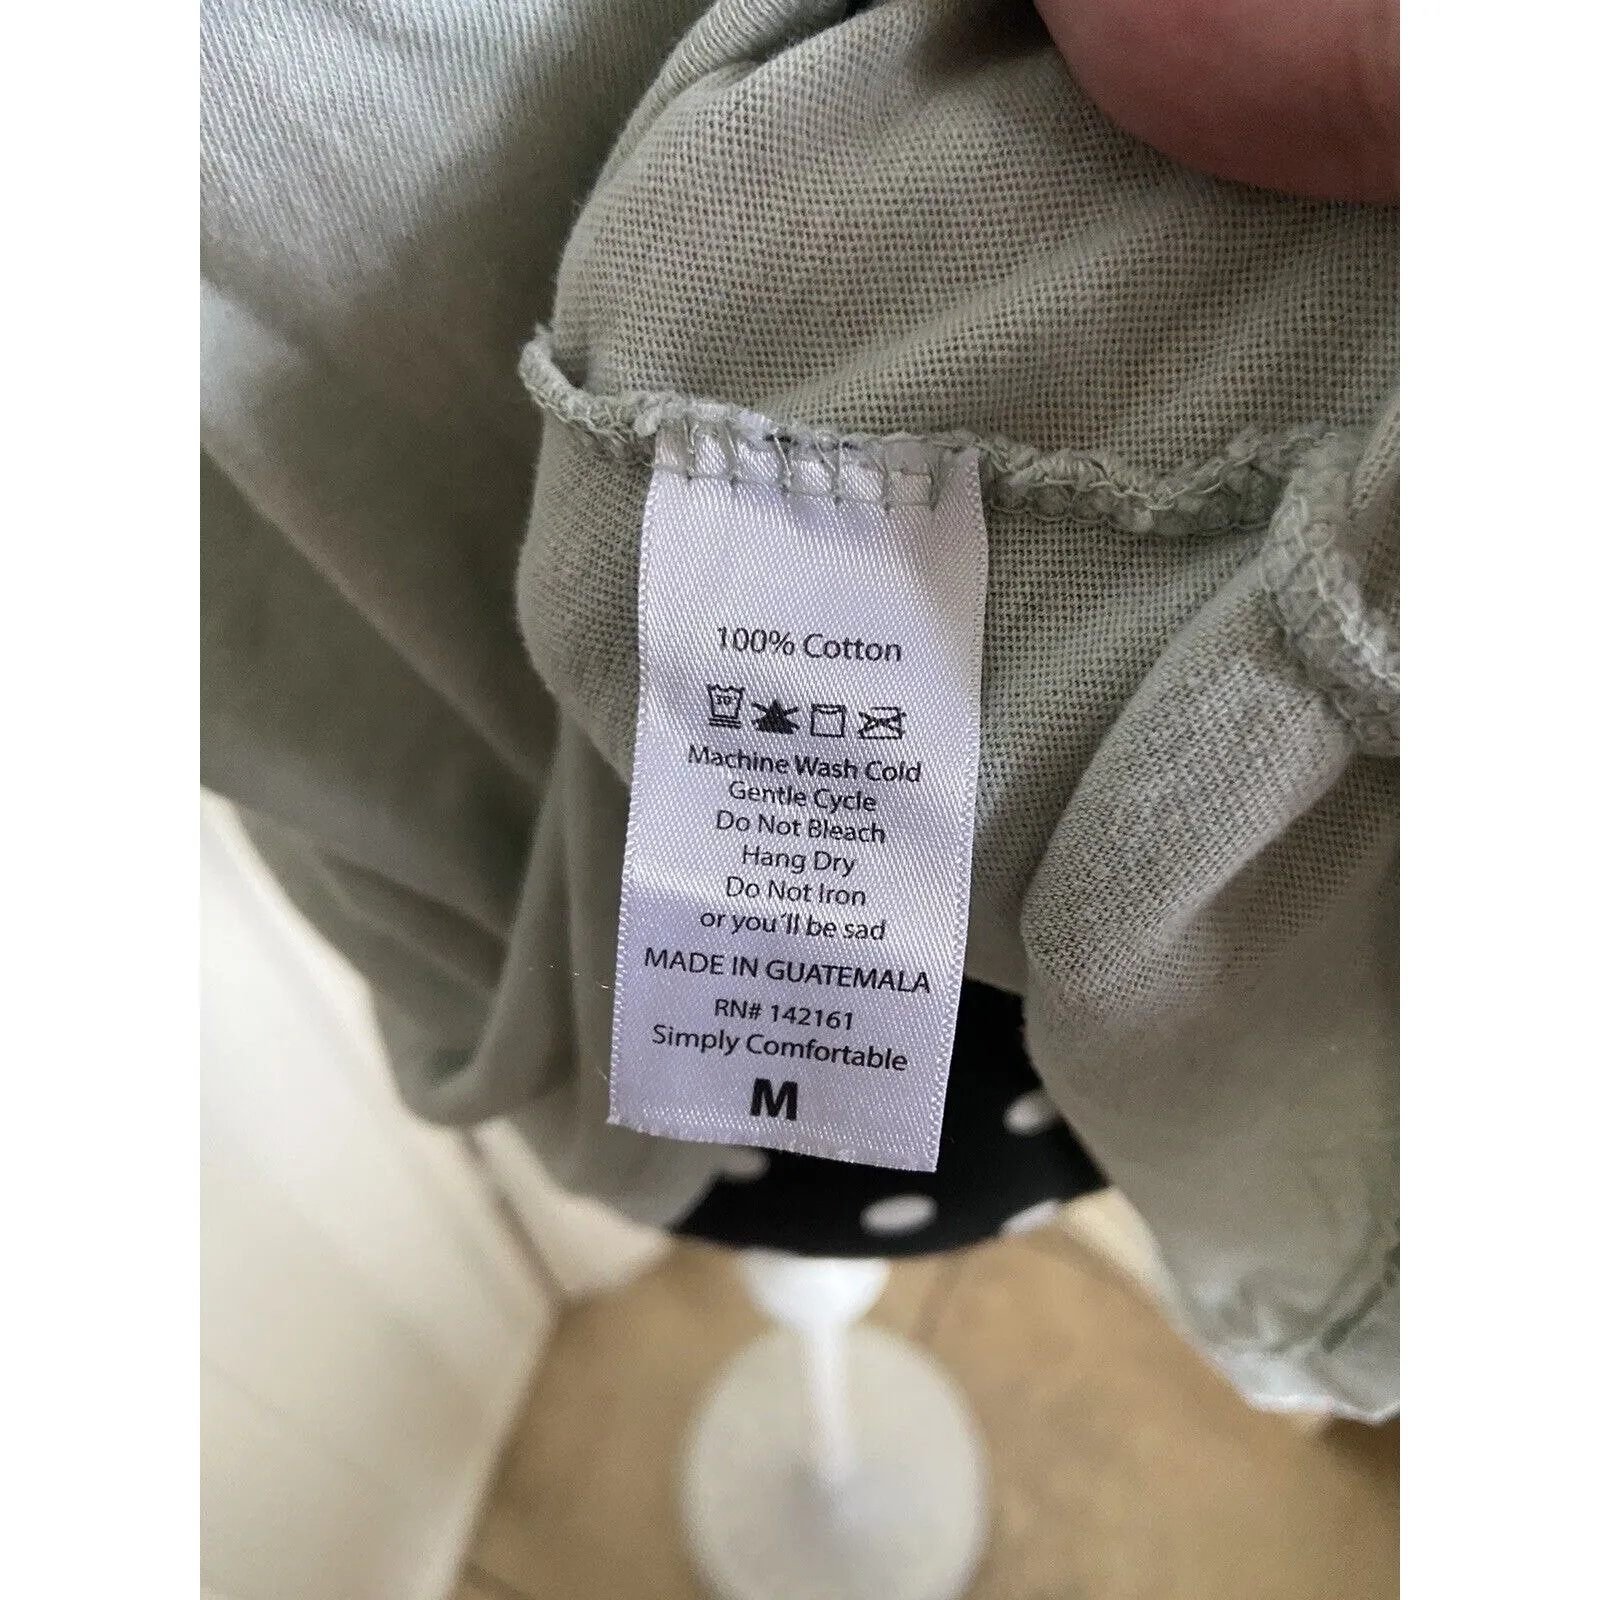 100% Cotton
30°
Machine Wash Cold
Gentle Cycle
Do Not Bleach
Hang Dry
Do Not Iron
or you'll be sad
MADE IN GUATEMALA
RN# 142161
Simply Comfortable
M